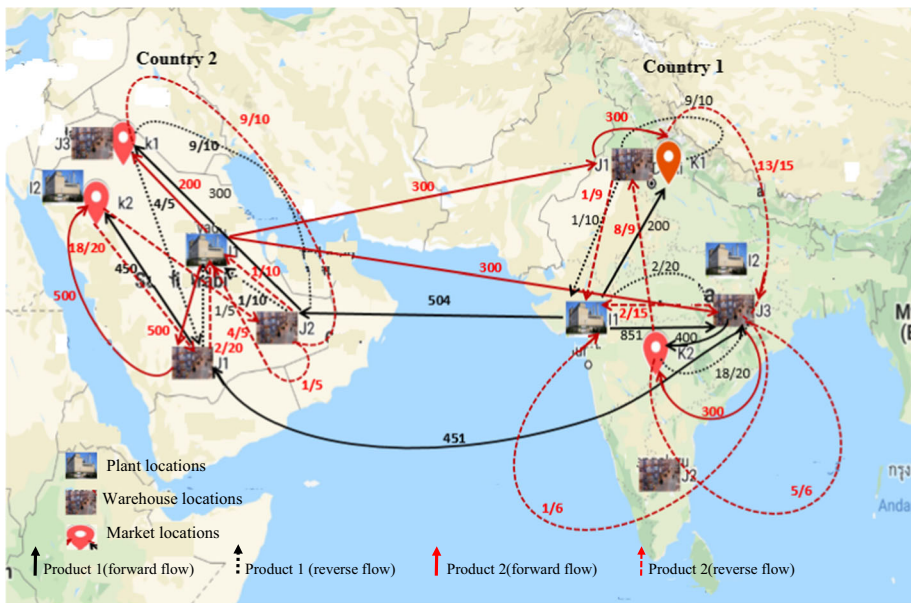 Country 2
Country 1
9/10
300
J3
k1
9/10
9/10
J1
K1
13/15
I2
200
300
300
1/9
k2
4/5
1/10
8/9
200
18/20
I2
450
1/10
300
2/20
1/10
504
500
1/5
2/15
J3
500
4/5
J2
851
400
2/20
J1
K2
18/20
1/5
300
451
Plant locations
J2
Warehouse locations
1/6
5/6
Market locations
Anda
Product 1(forward flow)
Product 1 (reverse flow)
Product 2(forward flow)
Product 2(reverse flow)